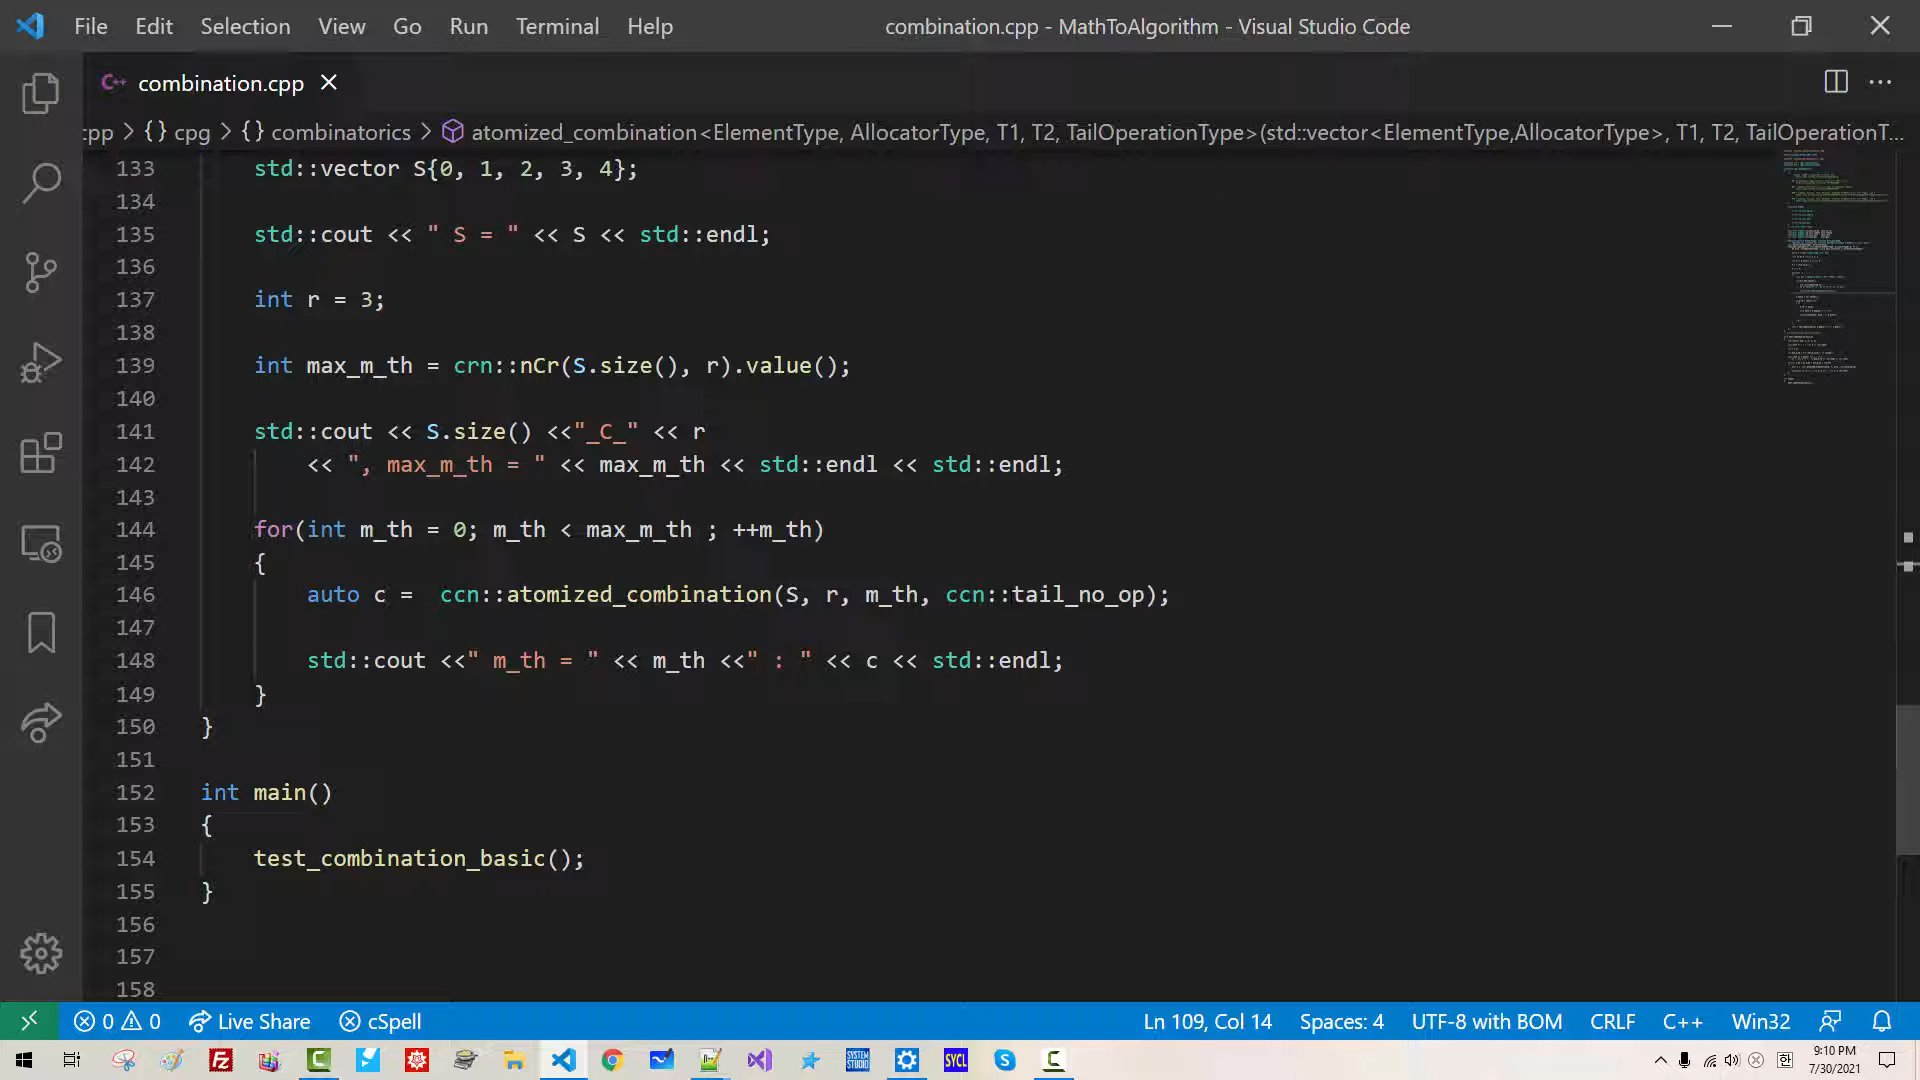 File Edit Selection View Go Run Terminal Help combination.cpp - MathToAlgorithm - Visual Studio Code
C++ combination.cpp
cpp > {} cpg > {} combinatorics > atomized_combination<ElementType, AllocatorType, T1, T2, TailOperationType>(std::vector<ElementType,AllocatorType>, T1, T2, TailOperationT...
133 std::vector S{0, 1, 2, 3, 4};
134
135 std::cout << " S = " << S << std::endl;
136
137 int r = 3;
138
139 int max_m_th = crn::nCr(S.size(), r).value();
140
141 std::cout << S.size() <<"_C_" << r
142 << ", max_m_th = " << max_m_th << std::endl << std::endl;
143
144 for(int m_th = 0; m_th < max_m_th ; ++m_th)
145 {
146 auto c =  ccn::atomized_combination(S, r, m_th, ccn::tail_no_op);
147
148 std::cout <<" m_th = " << m_th <<" : " << c << std::endl;
149 }
150 }
151
152 int main()
153 {
154 test_combination_basic();
155 }
156
157
158
0 0 Live Share cSpell Ln 109, Col 14 Spaces: 4 UTF-8 with BOM CRLF C++ Win32
SYSTEM STUDIO SYCL 한 9:10 PM
7/30/2021